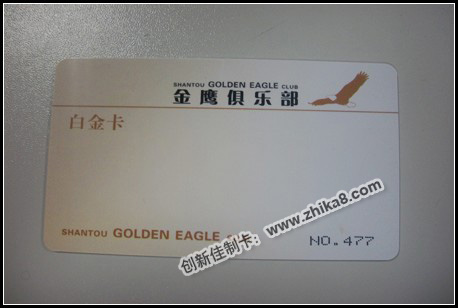 SHANTOU GOLDEN EAGLE CLUB
金鹰俱乐部
白金卡
创新佳制卡：www.zhika8.com
SHANTOU GOLDEN EAGLE
NO.477